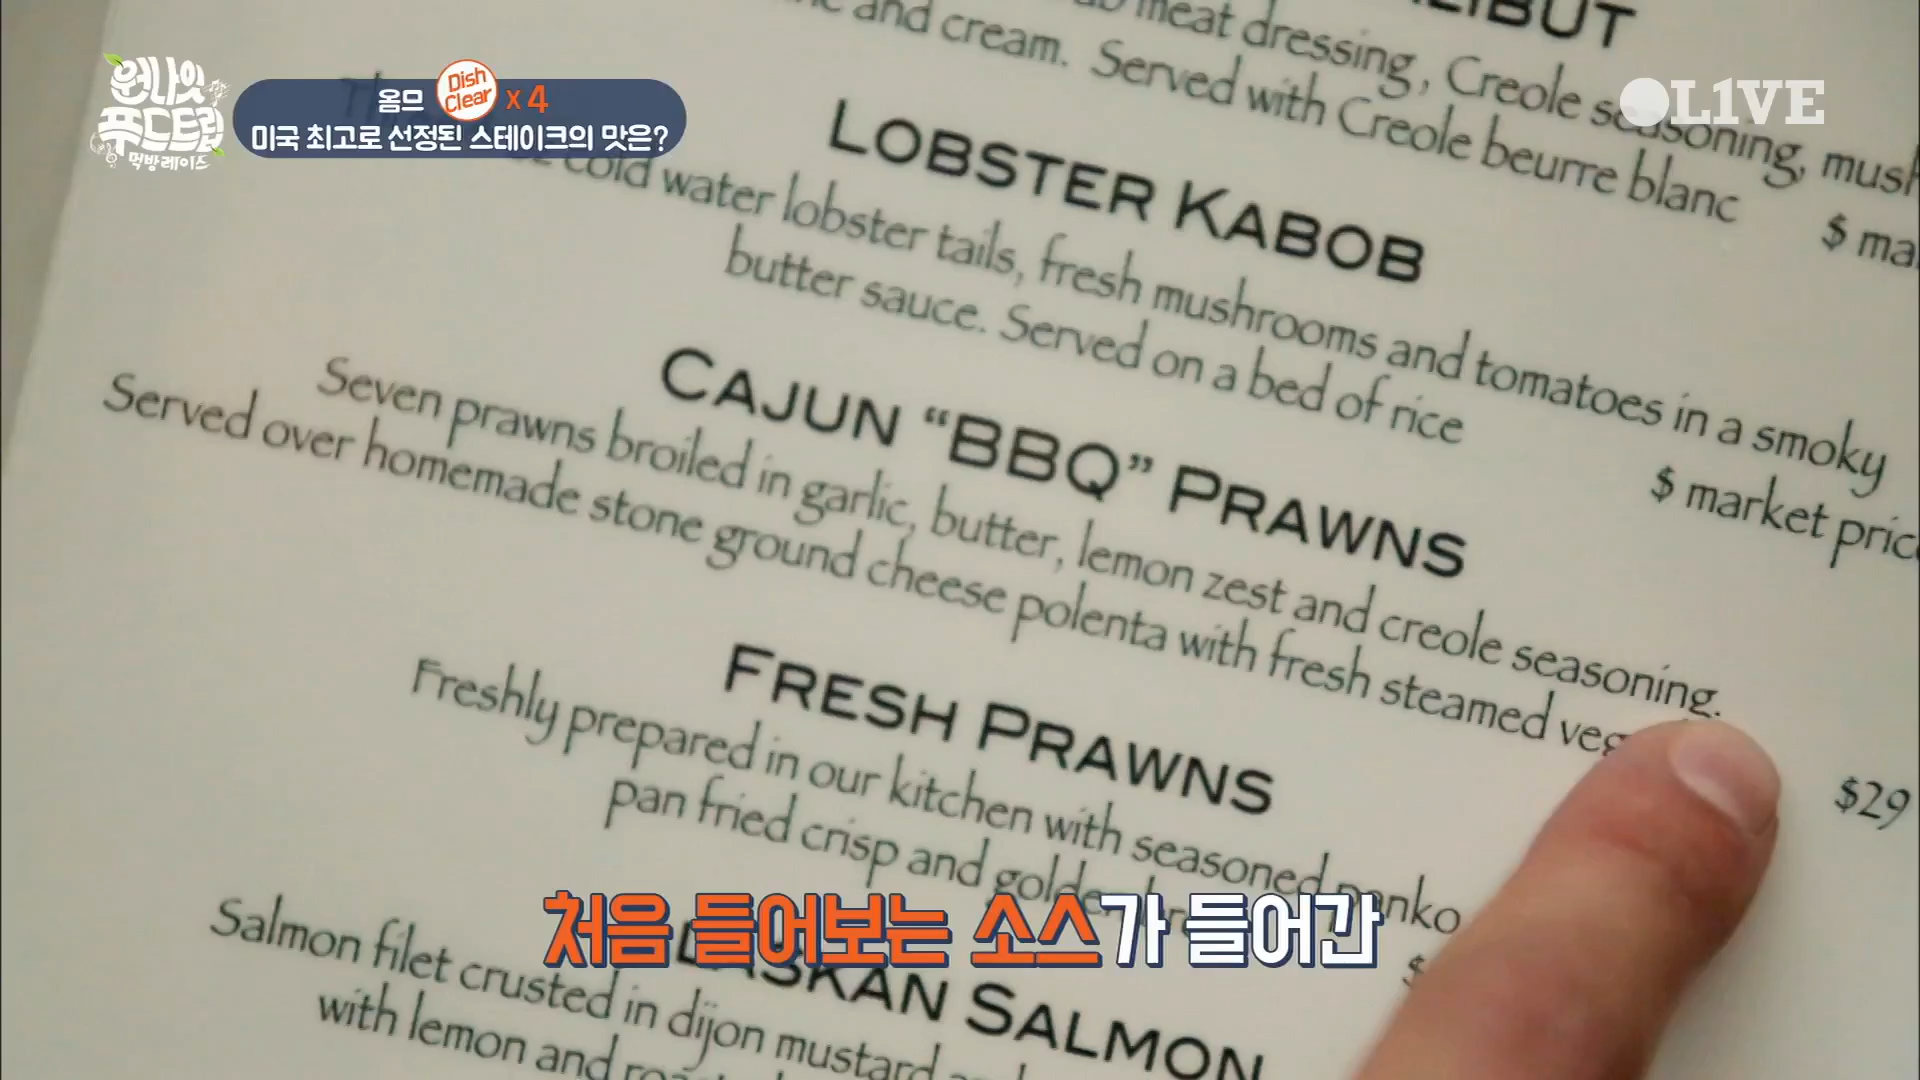 원나잇
푸드트립
먹방레이스
옴므 Dish Clear x 4
미국 최고로 선정된 스테이크의 맛은?
OL1VE
meat dressing, Creole seasoning,
and cream. Served with Creole beurre blanc
$
LOBSTER KABOB
cold water lobster tails, fresh mushrooms and tomatoes in a smoky
butter sauce. Served on a bed of rice
$ market price
CAJUN “BBQ” PRAWNS
Seven prawns broiled in garlic, butter, lemon zest and creole seasoning.
Served over homemade stone ground cheese polenta with fresh steamed
$29
FRESH PRAWNS
Freshly prepared in our kitchen with seasoned panko
pan fried crisp and golden
$
처음 들어보는 소스가 들어간
SALMON
Salmon filet crusted in dijon mustard
with lemon and